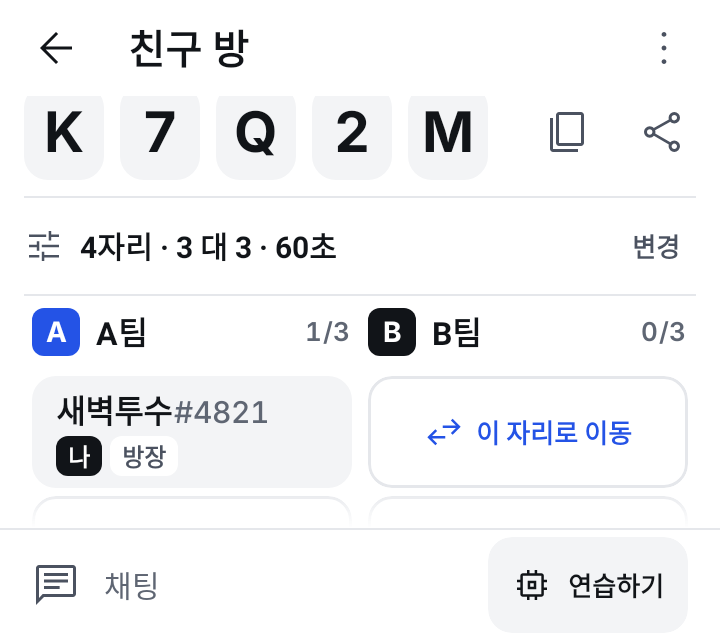 친구 방
K 7 Q 2 M
4자리 · 3 대 3 · 60초 변경
A A팀 1/3 B B팀 0/3
새벽투수#4821
나 방장
이 자리로 이동
채팅 연습하기